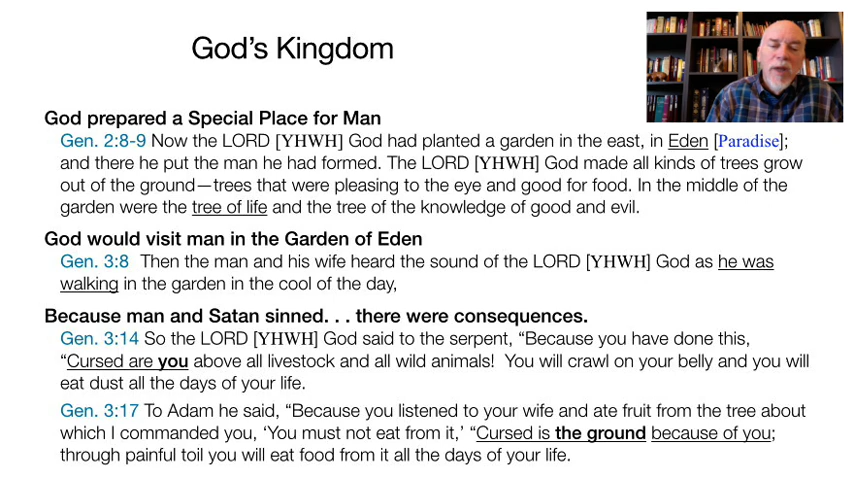 God's Kingdom
God prepared a Special Place for Man
Gen. 2:8-9 Now the LORD [YHWH] God had planted a garden in the east, in Eden [Paradise];
and there he put the man he had formed. The LORD [YHWH] God made all kinds of trees grow
out of the ground—trees that were pleasing to the eye and good for food. In the middle of the
garden were the tree of life and the tree of the knowledge of good and evil.
God would visit man in the Garden of Eden
Gen. 3:8 Then the man and his wife heard the sound of the LORD [YHWH] God as he was
walking in the garden in the cool of the day,
Because man and Satan sinned. . . there were consequences.
Gen. 3:14 So the LORD [YHWH] God said to the serpent, “Because you have done this,
“Cursed are you above all livestock and all wild animals! You will crawl on your belly and you will
eat dust all the days of your life.
Gen. 3:17 To Adam he said, “Because you listened to your wife and ate fruit from the tree about
which I commanded you, ‘You must not eat from it,’ “Cursed is the ground because of you;
through painful toil you will eat food from it all the days of your life.